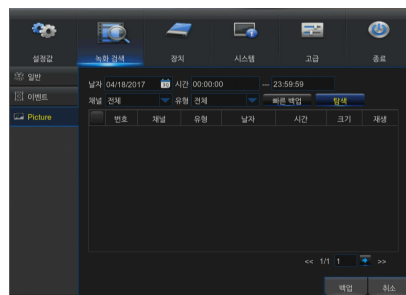 설정값 녹화 검색 장치 시스템 고급 종료
일반
이벤트
Picture
날짜 04/18/2017 시간 00:00:00 --- 23:59:59
채널 전체 유형 전체 빠른 백업 탐색
번호 채널 유형 날짜 시간 크기 재생
<< 1/1 1 >>
백업 취소